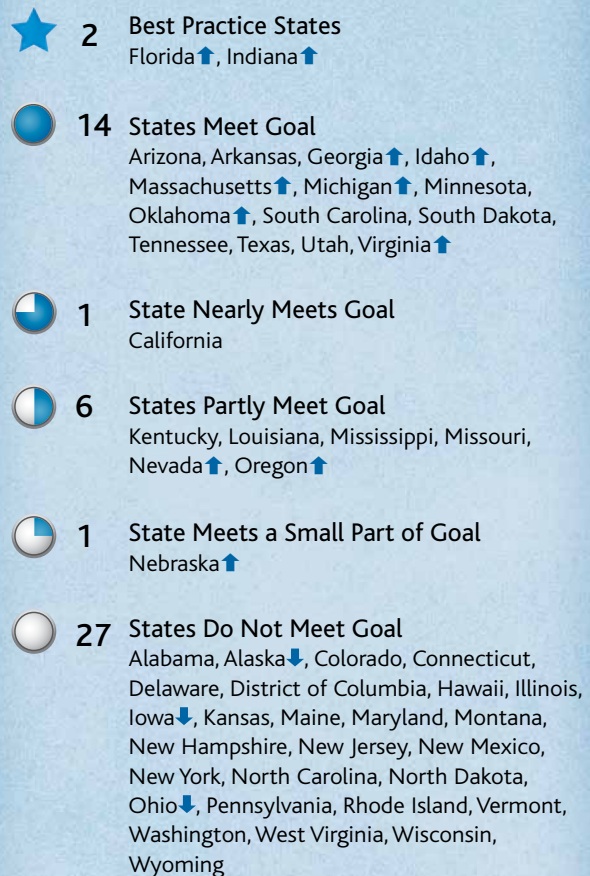 2 Best Practice States
Florida⬆, Indiana⬆
14 States Meet Goal
Arizona, Arkansas, Georgia⬆, Idaho⬆,
Massachusetts⬆, Michigan⬆, Minnesota,
Oklahoma⬆, South Carolina, South Dakota,
Tennessee, Texas, Utah, Virginia⬆
1 State Nearly Meets Goal
California
6 States Partly Meet Goal
Kentucky, Louisiana, Mississippi, Missouri,
Nevada⬆, Oregon⬆
1 State Meets a Small Part of Goal
Nebraska⬆
27 States Do Not Meet Goal
Alabama, Alaska⬇, Colorado, Connecticut,
Delaware, District of Columbia, Hawaii, Illinois,
Iowa⬇, Kansas, Maine, Maryland, Montana,
New Hampshire, New Jersey, New Mexico,
New York, North Carolina, North Dakota,
Ohio⬇, Pennsylvania, Rhode Island, Vermont,
Washington, West Virginia, Wisconsin,
Wyoming